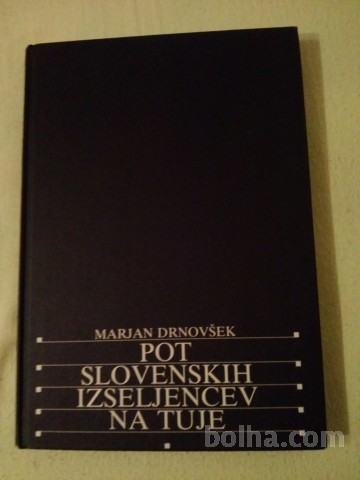 MARJAN DRNOVŠEK
POT
SLOVENSKIH
IZSELJENCEV
NA TUJE
bolha.com